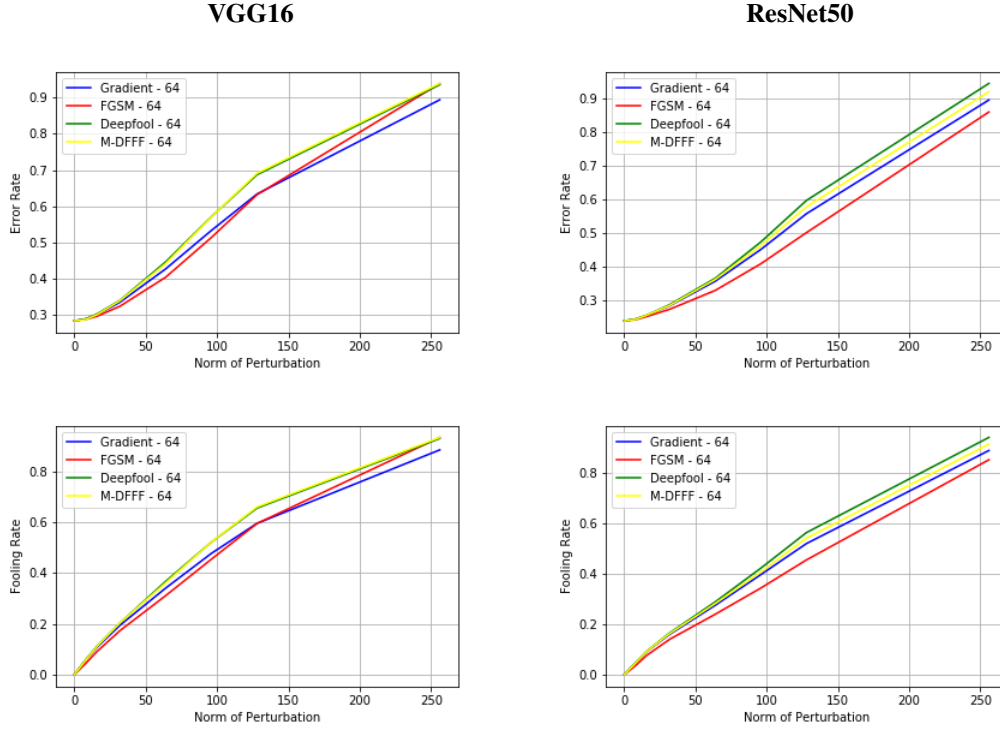 VGG16
ResNet50
Gradient - 64
FGSM - 64
Deepfool - 64
M-DFFF - 64
0.9
0.8
0.7
0.6
0.5
0.4
0.3
Error Rate
0 50 100 150 200 250
Norm of Perturbation
Gradient - 64
FGSM - 64
Deepfool - 64
M-DFFF - 64
0.9
0.8
0.7
0.6
0.5
0.4
0.3
Error Rate
0 50 100 150 200 250
Norm of Perturbation
Gradient - 64
FGSM - 64
Deepfool - 64
M-DFFF - 64
0.8
0.6
0.4
0.2
0.0
Fooling Rate
0 50 100 150 200 250
Norm of Perturbation
Gradient - 64
FGSM - 64
Deepfool - 64
M-DFFF - 64
0.8
0.6
0.4
0.2
0.0
Fooling Rate
0 50 100 150 200 250
Norm of Perturbation